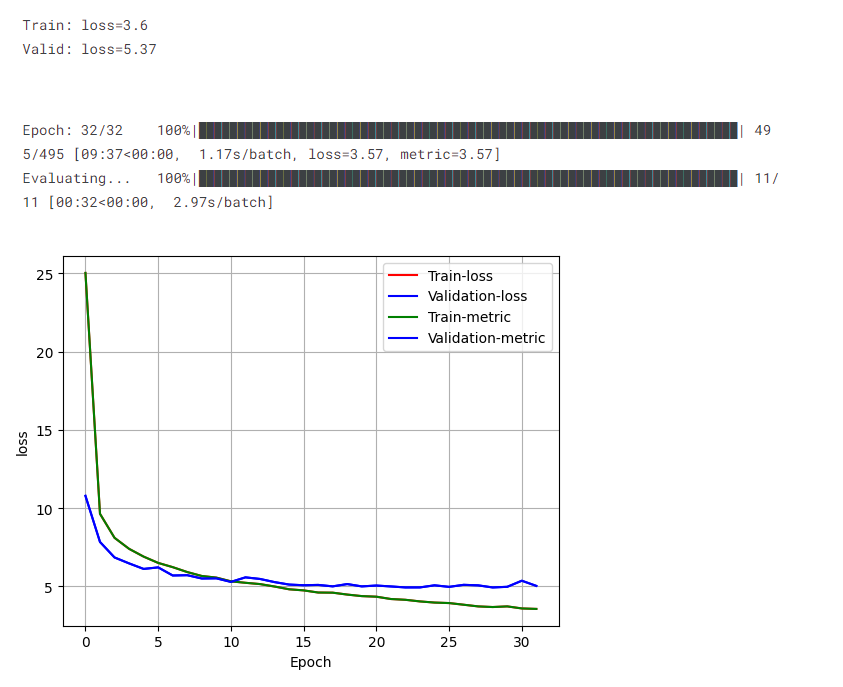 Train: loss=3.6
Valid: loss=5.37
Epoch: 32/32 100%|██████████| 49
5/495 [09:37<00:00, 1.17s/batch, loss=3.57, metric=3.57]
Evaluating... 100%|██████████| 11/
11 [00:32<00:00, 2.97s/batch]
Train-loss
Validation-loss
Train-metric
Validation-metric
25
20
15
10
5
loss
0 5 10 15 20 25 30
Epoch